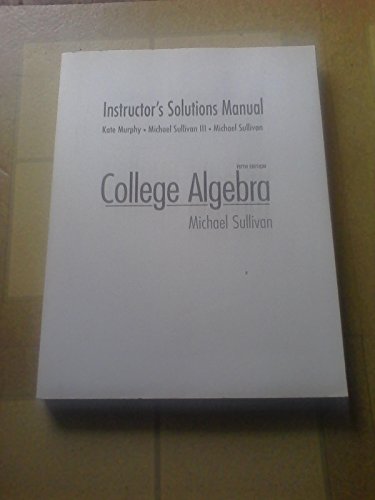 Instructor's Solutions Manual
Kate Murphy • Michael Sullivan III • Michael Sullivan
FIFTH EDITION
College Algebra
Michael Sullivan